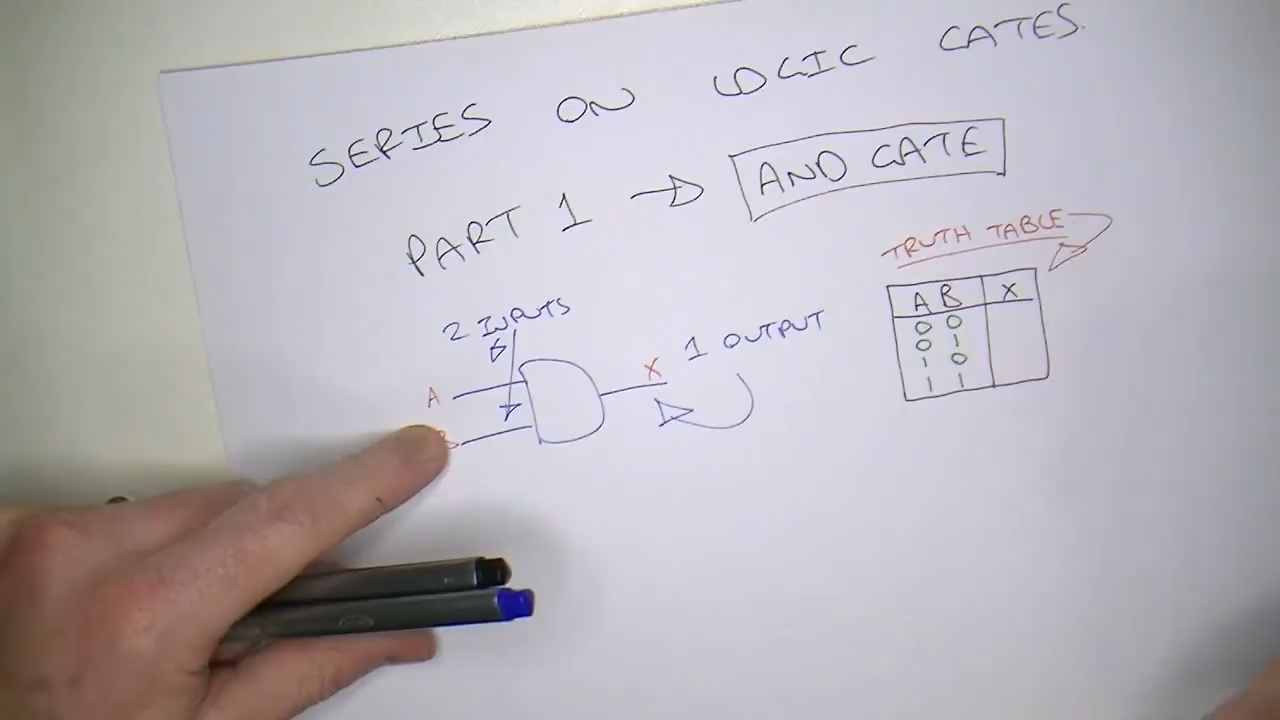 SERIES ON LOGIC GATES
PART 1 → AND GATE
TRUTH TABLE
A B X
0 0
0 1
1 0
1 1
2 INPUTS
1 OUTPUT
A
X
B